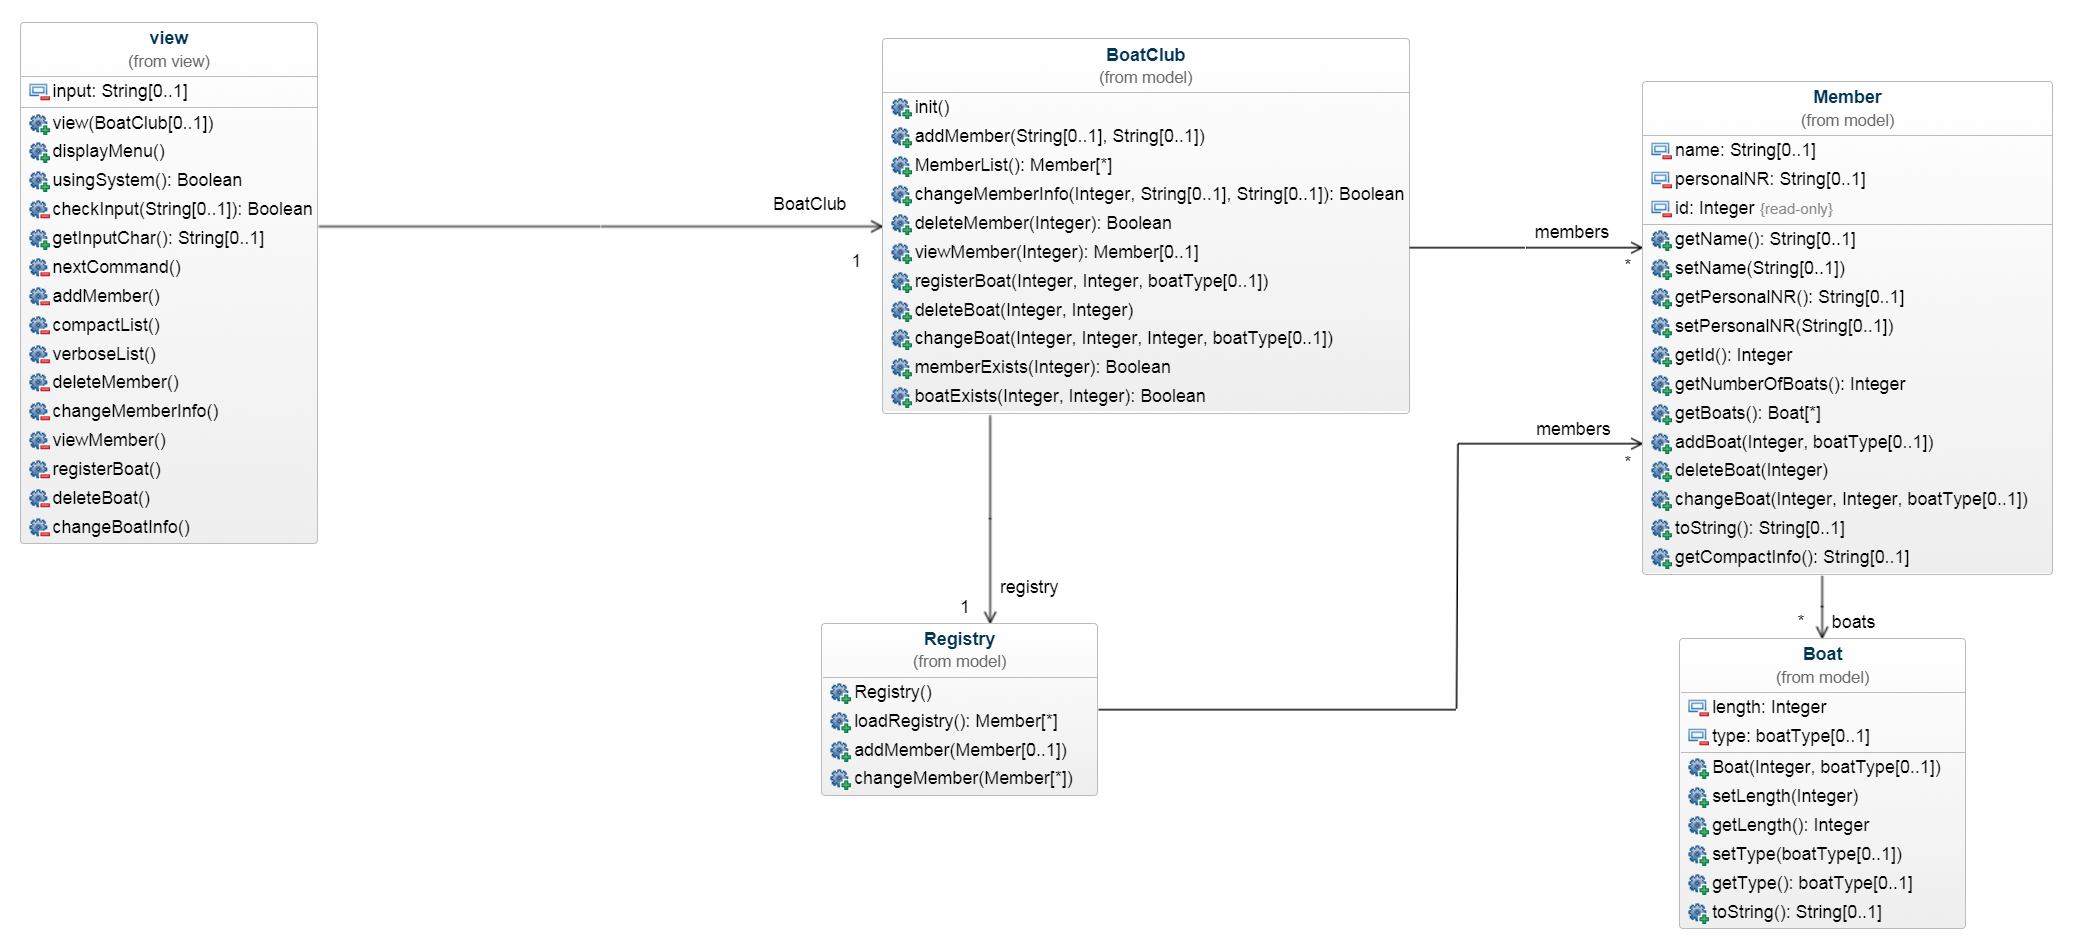 view
(from view)
input: String[0..1]
view(BoatClub[0..1])
displayMenu()
usingSystem(): Boolean
checkInput(String[0..1]): Boolean
getInputChar(): String[0..1]
nextCommand()
addMember()
compactList()
verboseList()
deleteMember()
changeMemberInfo()
viewMember()
registerBoat()
deleteBoat()
changeBoatInfo()
BoatClub
1
BoatClub
(from model)
init()
addMember(String[0..1], String[0..1])
MemberList(): Member[*]
changeMemberInfo(Integer, String[0..1], String[0..1]): Boolean
deleteMember(Integer): Boolean
viewMember(Integer): Member[0..1]
registerBoat(Integer, Integer, boatType[0..1])
deleteBoat(Integer, Integer)
changeBoat(Integer, Integer, Integer, boatType[0..1])
memberExists(Integer): Boolean
boatExists(Integer, Integer): Boolean
members
*
members
*
registry
1
Registry
(from model)
Registry()
loadRegistry(): Member[*]
addMember(Member[0..1])
changeMember(Member[*])
Member
(from model)
name: String[0..1]
personalNR: String[0..1]
id: Integer {read-only}
getName(): String[0..1]
setName(String[0..1])
getPersonalNR(): String[0..1]
setPersonalNR(String[0..1])
getId(): Integer
getNumberOfBoats(): Integer
getBoats(): Boat[*]
addBoat(Integer, boatType[0..1])
deleteBoat(Integer)
changeBoat(Integer, Integer, boatType[0..1])
toString(): String[0..1]
getCompactInfo(): String[0..1]
* boats
Boat
(from model)
length: Integer
type: boatType[0..1]
Boat(Integer, boatType[0..1])
setLength(Integer)
getLength(): Integer
setType(boatType[0..1])
getType(): boatType[0..1]
toString(): String[0..1]